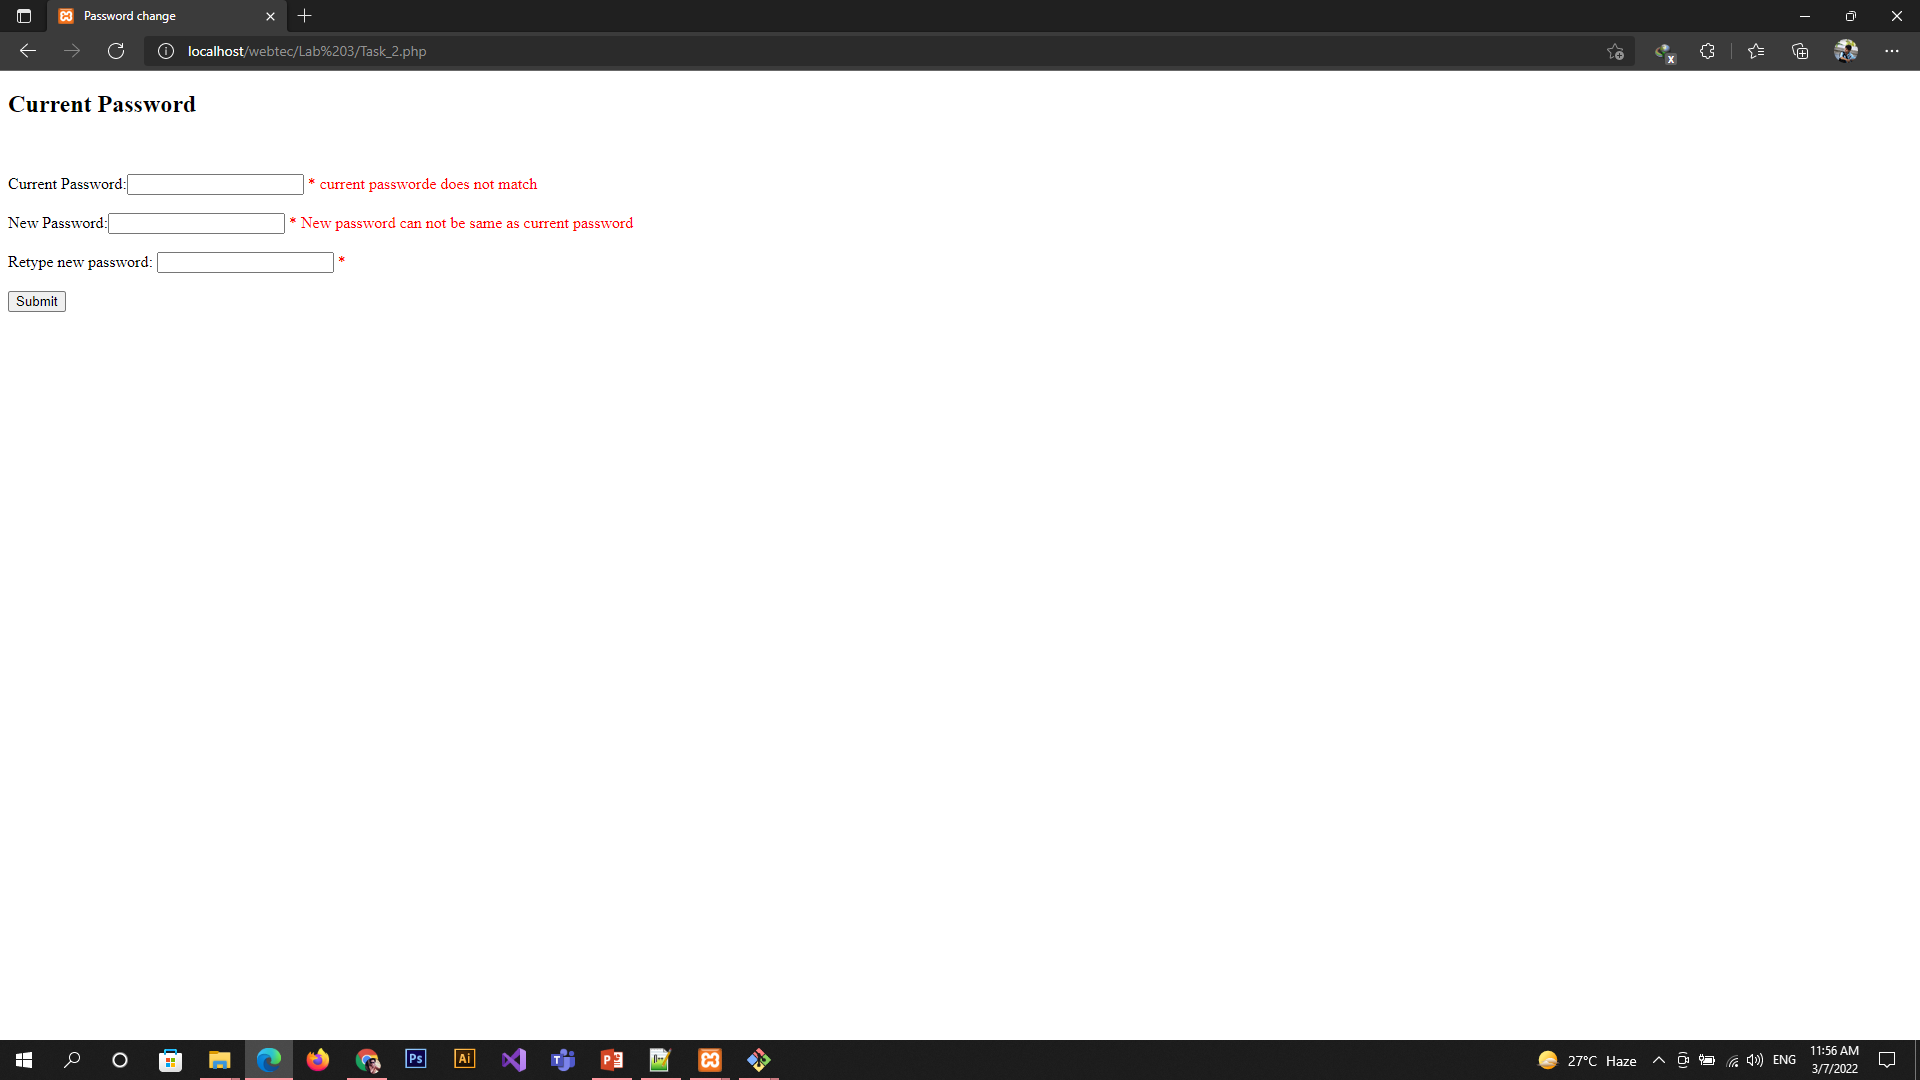 Password change
localhost/webtec/Lab%203/Task_2.php
x
Current Password
Current Password: * current passworde does not match
New Password: * New password can not be same as current password
Retype new password: *
Submit
Ps
Ai
27°C Haze
ENG
11:56 AM
3/7/2022